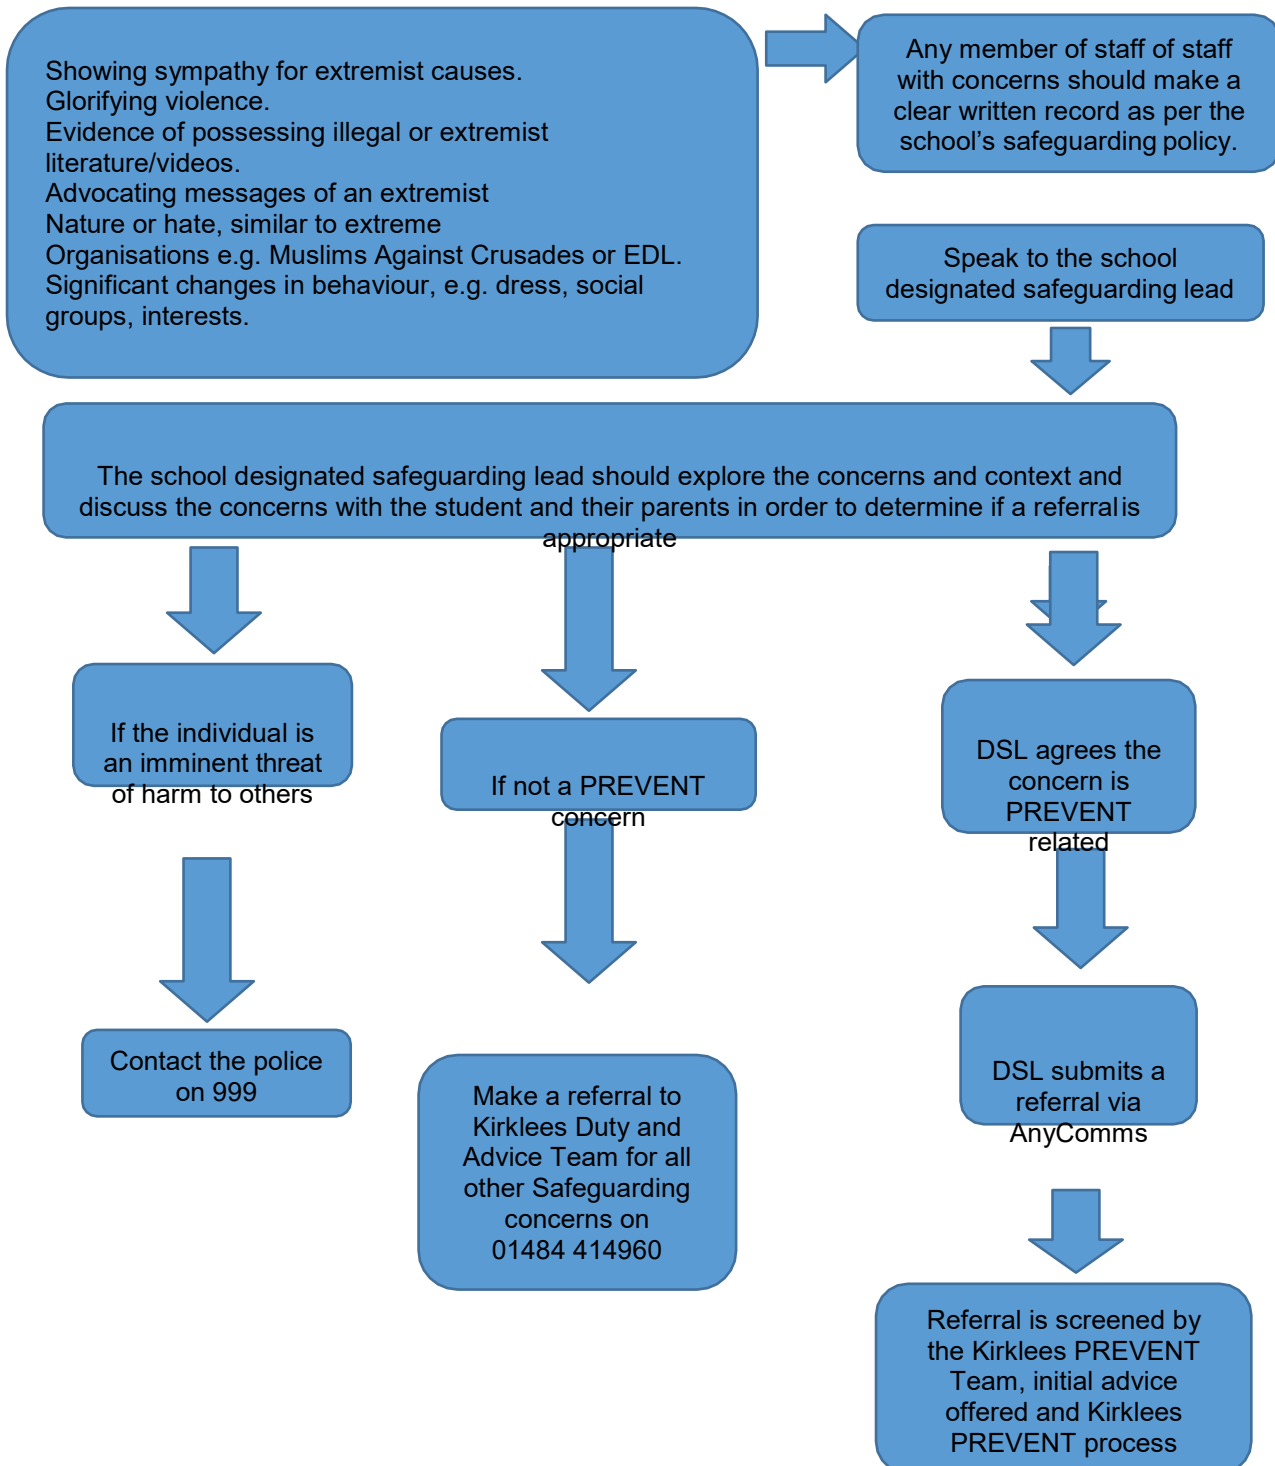 Showing sympathy for extremist causes.
Glorifying violence.
Evidence of possessing illegal or extremist
literature/videos.
Advocating messages of an extremist
Nature or hate, similar to extreme
Organisations e.g. Muslims Against Crusades or EDL.
Significant changes in behaviour, e.g. dress, social
groups, interests.
Any member of staff of staff
with concerns should make a
clear written record as per the
school’s safeguarding policy.
Speak to the school
designated safeguarding lead
The school designated safeguarding lead should explore the concerns and context and
discuss the concerns with the student and their parents in order to determine if a referral is
appropriate
If the individual is
an imminent threat
of harm to others
Contact the police
on 999
If not a PREVENT
concern
Make a referral to
Kirklees Duty and
Advice Team for all
other Safeguarding
concerns on
01484 414960
DSL agrees the
concern is
PREVENT
related
DSL submits a
referral via
AnyComms
Referral is screened by
the Kirklees PREVENT
Team, initial advice
offered and Kirklees
PREVENT process